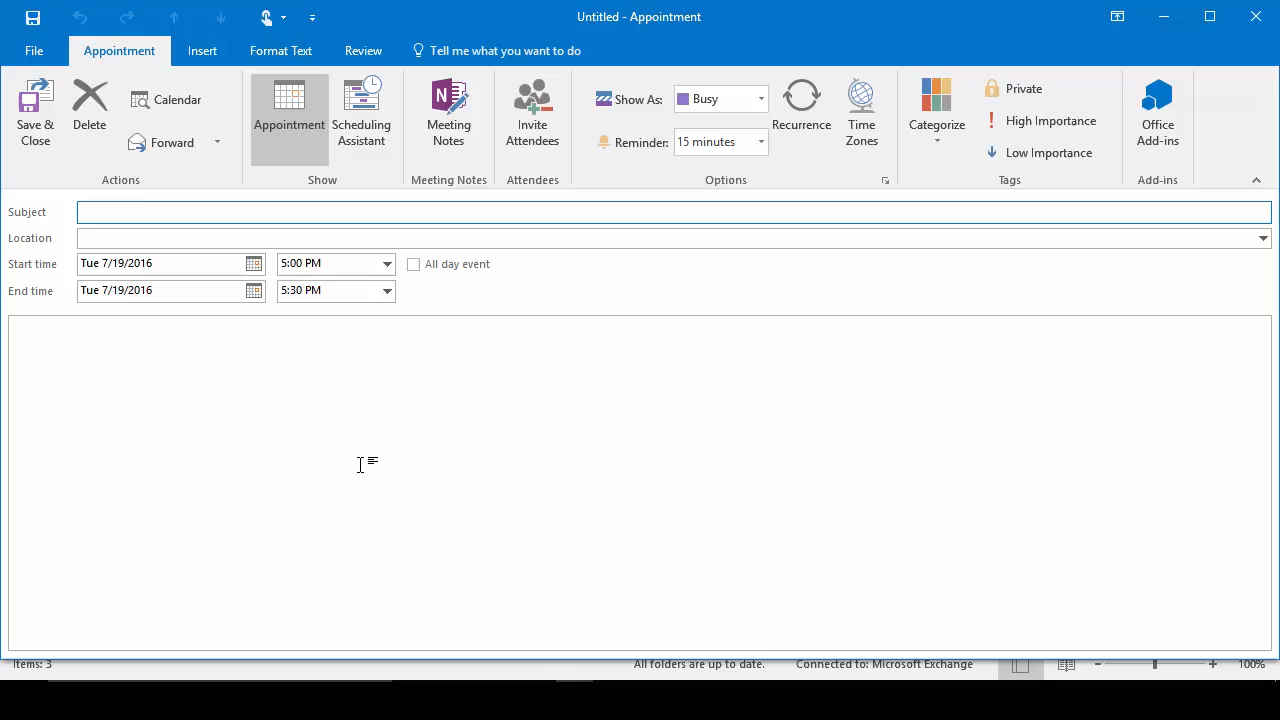 Untitled - Appointment
File Appointment Insert Format Text Review Tell me what you want to do
Save & Close
Delete
Calendar
Forward
Actions
Appointment
Scheduling Assistant
Show
Meeting Notes
Meeting Notes
Invite Attendees
Attendees
Show As: Busy
Reminder: 15 minutes
Recurrence
Time Zones
Options
Categorize
Private
High Importance
Low Importance
Tags
Office Add-ins
Add-ins
Subject
Location
Start time Tue 7/19/2016 5:00 PM All day event
End time Tue 7/19/2016 5:30 PM
Items: 3 All folders are up to date. Connected to: Microsoft Exchange 100%